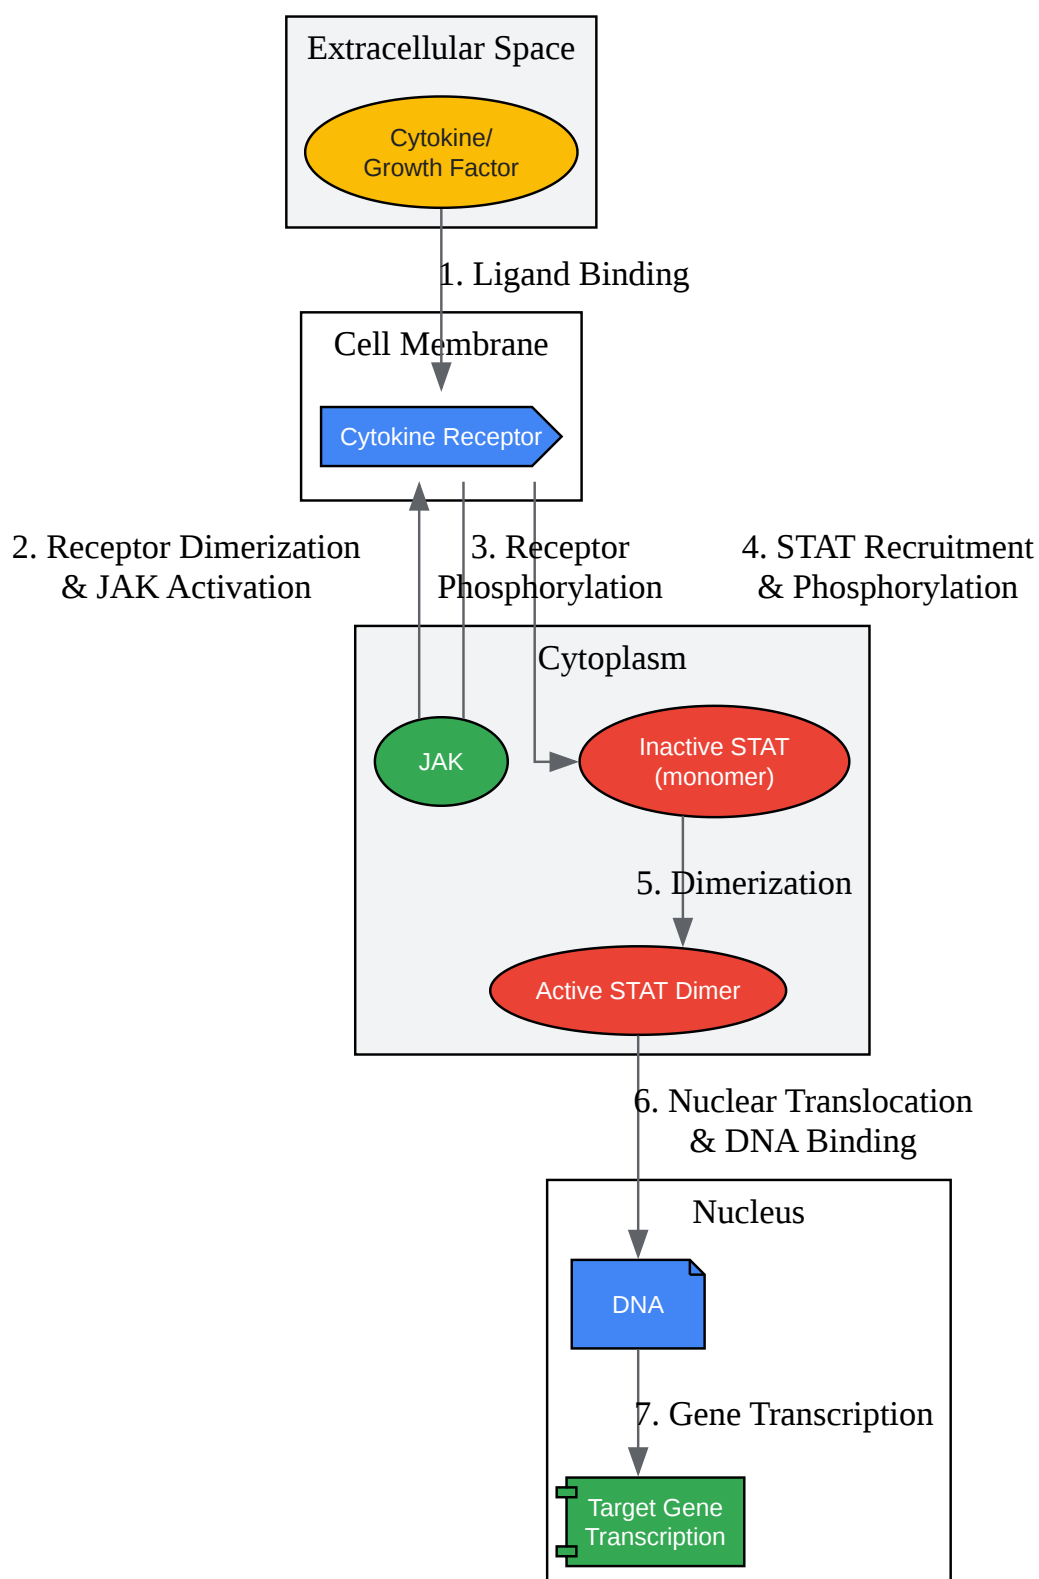 Extracellular Space
Cytokine/
Growth Factor
1. Ligand Binding
Cell Membrane
Cytokine Receptor
2. Receptor Dimerization
& JAK Activation
3. Receptor
Phosphorylation
4. STAT Recruitment
& Phosphorylation
Cytoplasm
JAK
Inactive STAT
(monomer)
5. Dimerization
Active STAT Dimer
6. Nuclear Translocation
& DNA Binding
Nucleus
DNA
7. Gene Transcription
Target Gene
Transcription